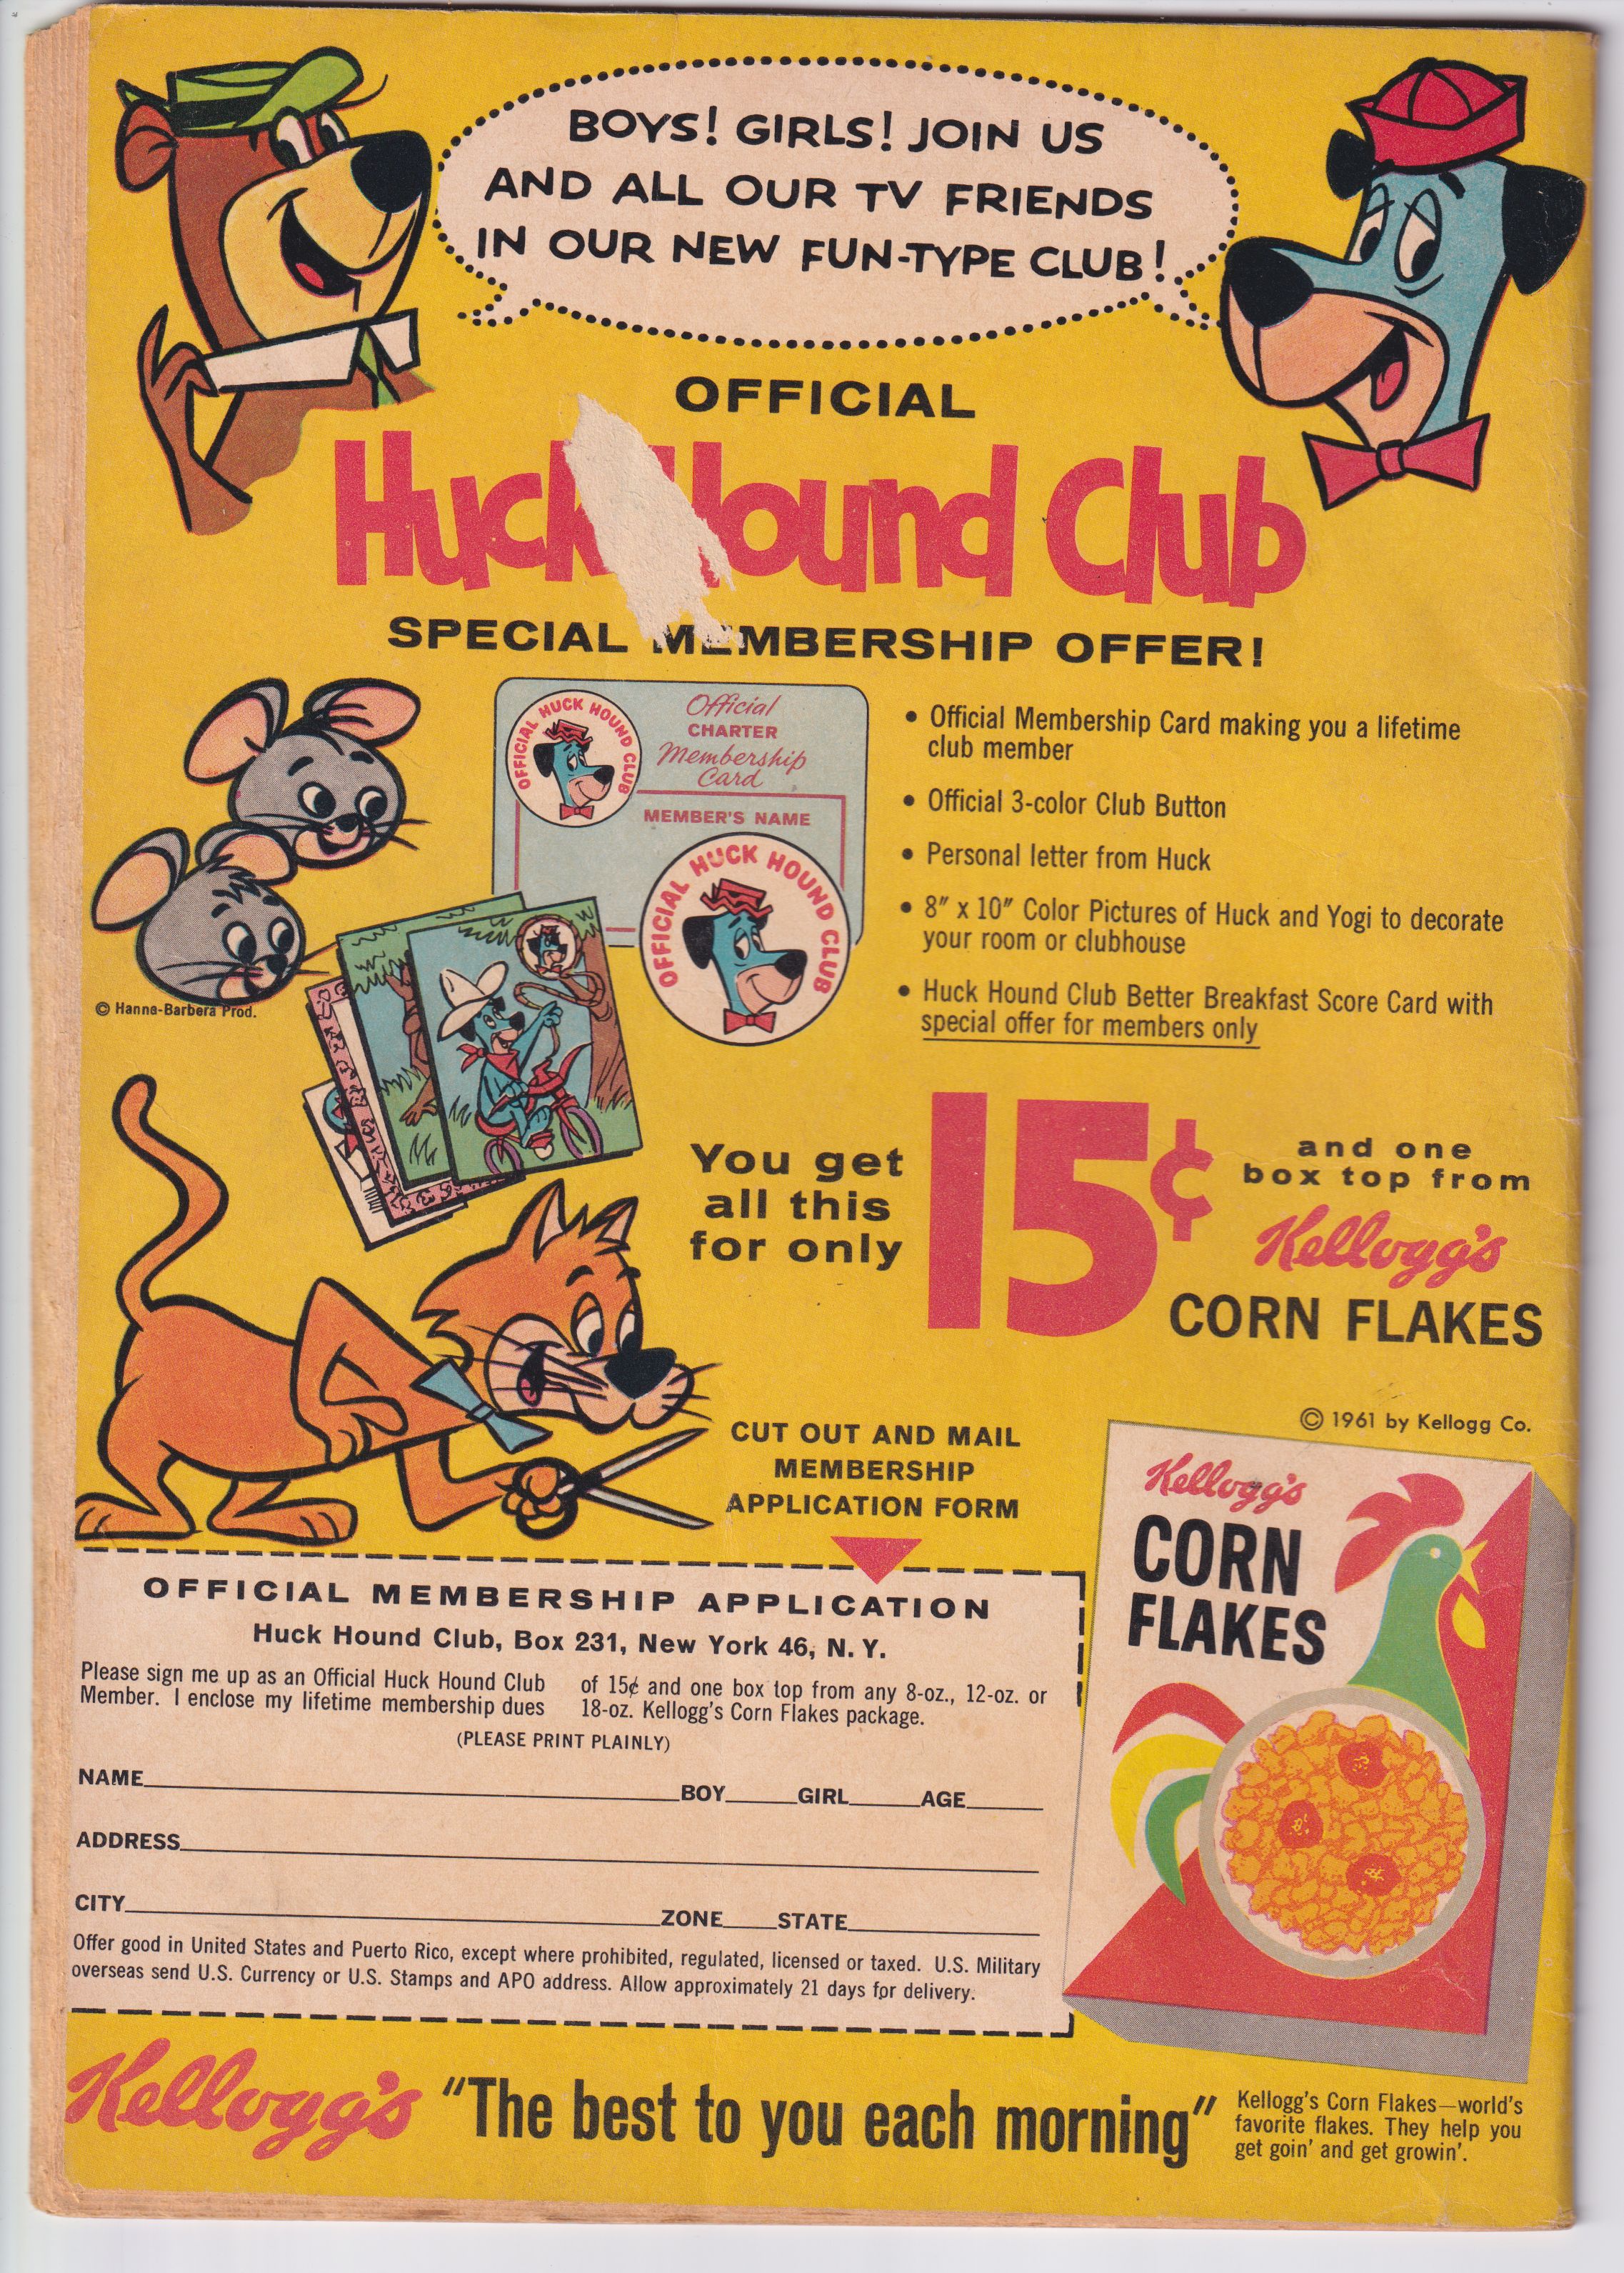 BOYS! GIRLS! JOIN US
AND ALL OUR TV FRIENDS
IN OUR NEW FUN-TYPE CLUB!
OFFICIAL
Huck Hound Club
SPECIAL MEMBERSHIP OFFER!
OFFICIAL HUCK HOUND CLUB
Official
CHARTER
Membership
Card
MEMBER'S NAME
OFFICIAL HUCK HOUND CLUB
• Official Membership Card making you a lifetime
club member
• Official 3-color Club Button
• Personal letter from Huck
• 8" x 10" Color Pictures of Huck and Yogi to decorate
your room or clubhouse
• Huck Hound Club Better Breakfast Score Card with
special offer for members only
© Hanna-Barbera Prod.
You get
all this
for only
15¢
and one
box top from
Kellogg's
CORN FLAKES
© 1961 by Kellogg Co.
CUT OUT AND MAIL
MEMBERSHIP
APPLICATION FORM
Kellogg's
CORN
FLAKES
OFFICIAL MEMBERSHIP APPLICATION
Huck Hound Club, Box 231, New York 46, N. Y.
Please sign me up as an Official Huck Hound Club
Member. I enclose my lifetime membership dues
of 15¢ and one box top from any 8-oz., 12-oz. or
18-oz. Kellogg's Corn Flakes package.
(PLEASE PRINT PLAINLY)
NAME BOY GIRL AGE
ADDRESS
CITY ZONE STATE
Offer good in United States and Puerto Rico, except where prohibited, regulated, licensed or taxed. U.S. Military
overseas send U.S. Currency or U.S. Stamps and APO address. Allow approximately 21 days for delivery.
Kellogg's "The best to you each morning"
Kellogg's Corn Flakes—world's
favorite flakes. They help you
get goin' and get growin'.